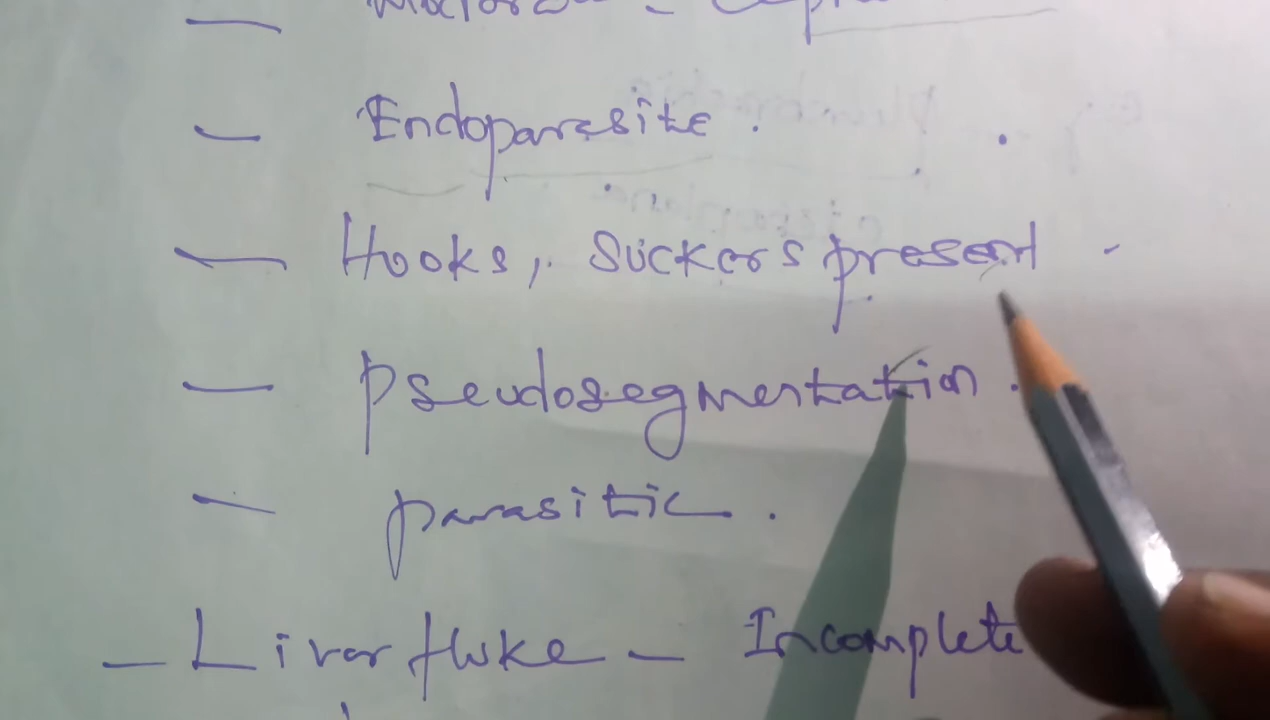 - Endoparasite.
- Hooks, Suckers present -
- Pseudosegmentation.
- parasitic.
- Liver fluke - Incomplete